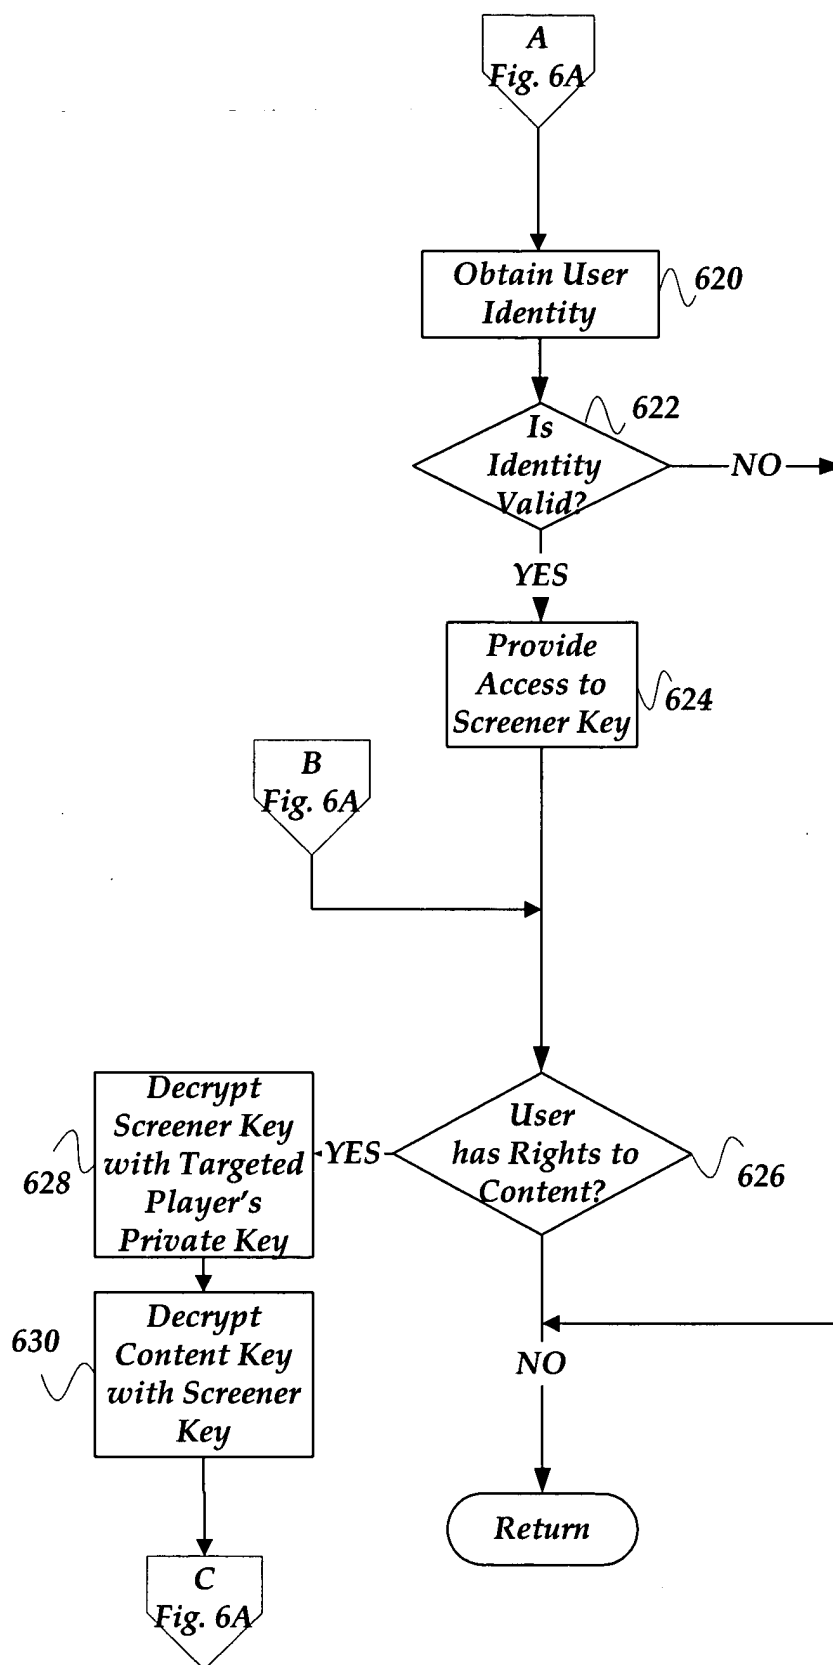 A
Fig. 6A
Obtain User
Identity
620
622
Is
Identity
Valid?
NO
YES
Provide
Access to
Screener Key
624
B
Fig. 6A
Decrypt
Screener Key
with Targeted
Player's
Private Key
628
YES
User
has Rights to
Content?
626
630
Decrypt
Content Key
with Screener
Key
NO
Return
C
Fig. 6A